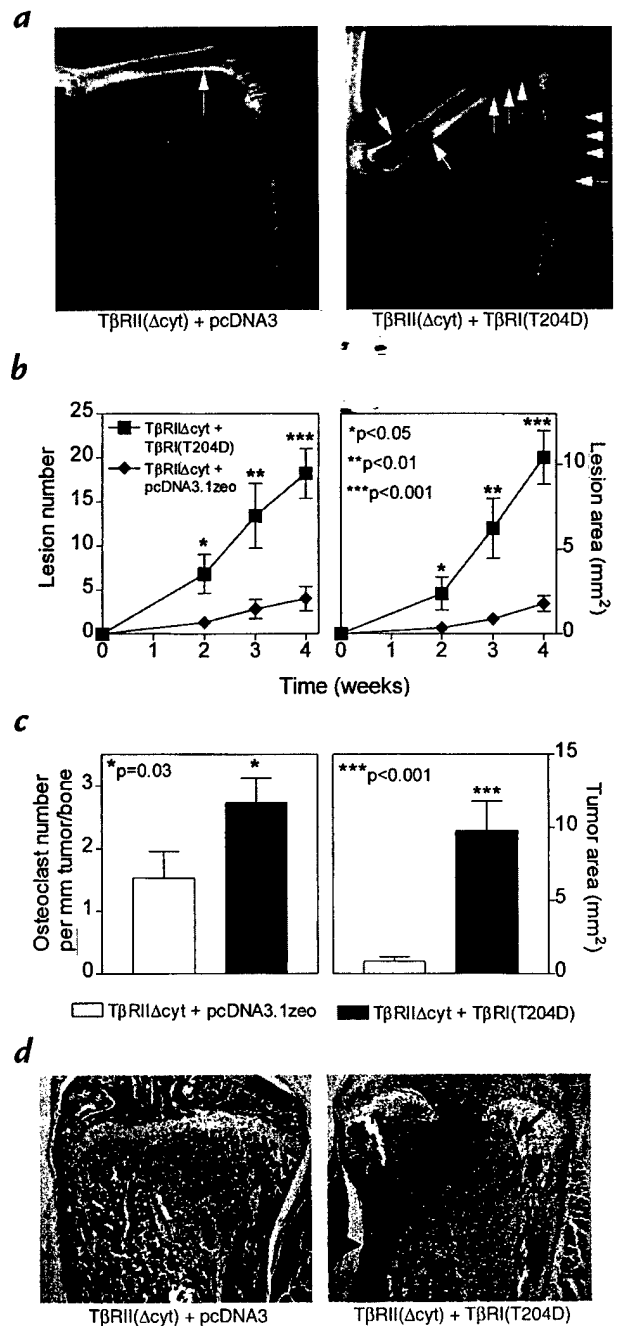 a
TβRII(Δcyt) + pcDNA3
TβRII(Δcyt) + TβRI(T204D)
b
Lesion number
25
20
15
10
5
0
TβRIIΔcyt +
TβRI(T204D)
TβRIIΔcyt +
pcDNA3.1zeo
*
**
***
0 1 2 3 4
*p<0.05
**p<0.01
***p<0.001
*
**
***
Lesion area (mm²)
10
5
0
0 1 2 3 4
Time (weeks)
c
Osteoclast number
per mm tumor/bone
3
2
1
0
*p=0.03
*
***p<0.001
***
Tumor area (mm²)
15
10
5
0
TβRIIΔcyt + pcDNA3.1zeo
TβRIIΔcyt + TβRI(T204D)
d
TβRII(Δcyt) + pcDNA3
TβRII(Δcyt) + TβRI(T204D)